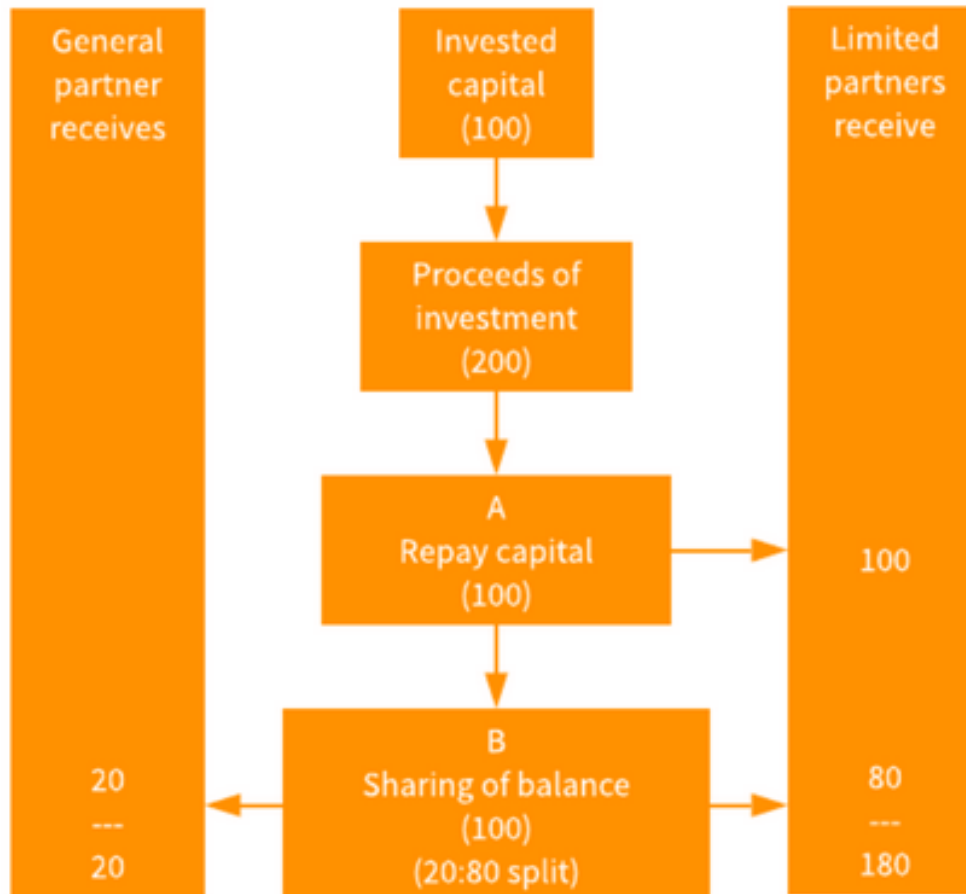 General
partner
receives
Invested
capital
(100)
Limited
partners
receive
Proceeds of
investment
(200)
A
Repay capital
(100)
100
B
Sharing of balance
(100)
(20:80 split)
20
---
20
80
---
180